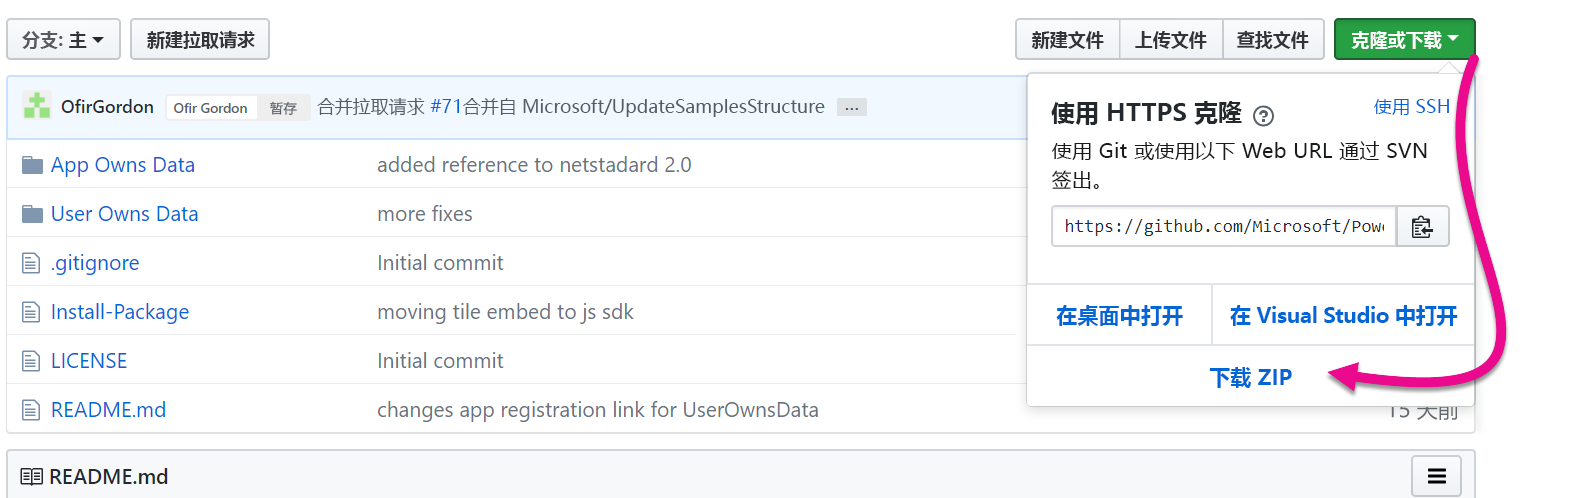 分支: 主
新建拉取请求
新建文件
上传文件
查找文件
克隆或下载
OfirGordon
Ofir Gordon
暂存
合并拉取请求 #71合并自 Microsoft/UpdateSamplesStructure
...
App Owns Data
added reference to netstadard 2.0
User Owns Data
more fixes
.gitignore
Initial commit
Install-Package
moving tile embed to js sdk
LICENSE
Initial commit
README.md
changes app registration link for UserOwnsData
15 天前
使用 HTTPS 克隆 ?
使用 SSH
使用 Git 或使用以下 Web URL 通过 SVN
签出。
https://github.com/Microsoft/Pow
在桌面中打开
在 Visual Studio 中打开
下载 ZIP
README.md